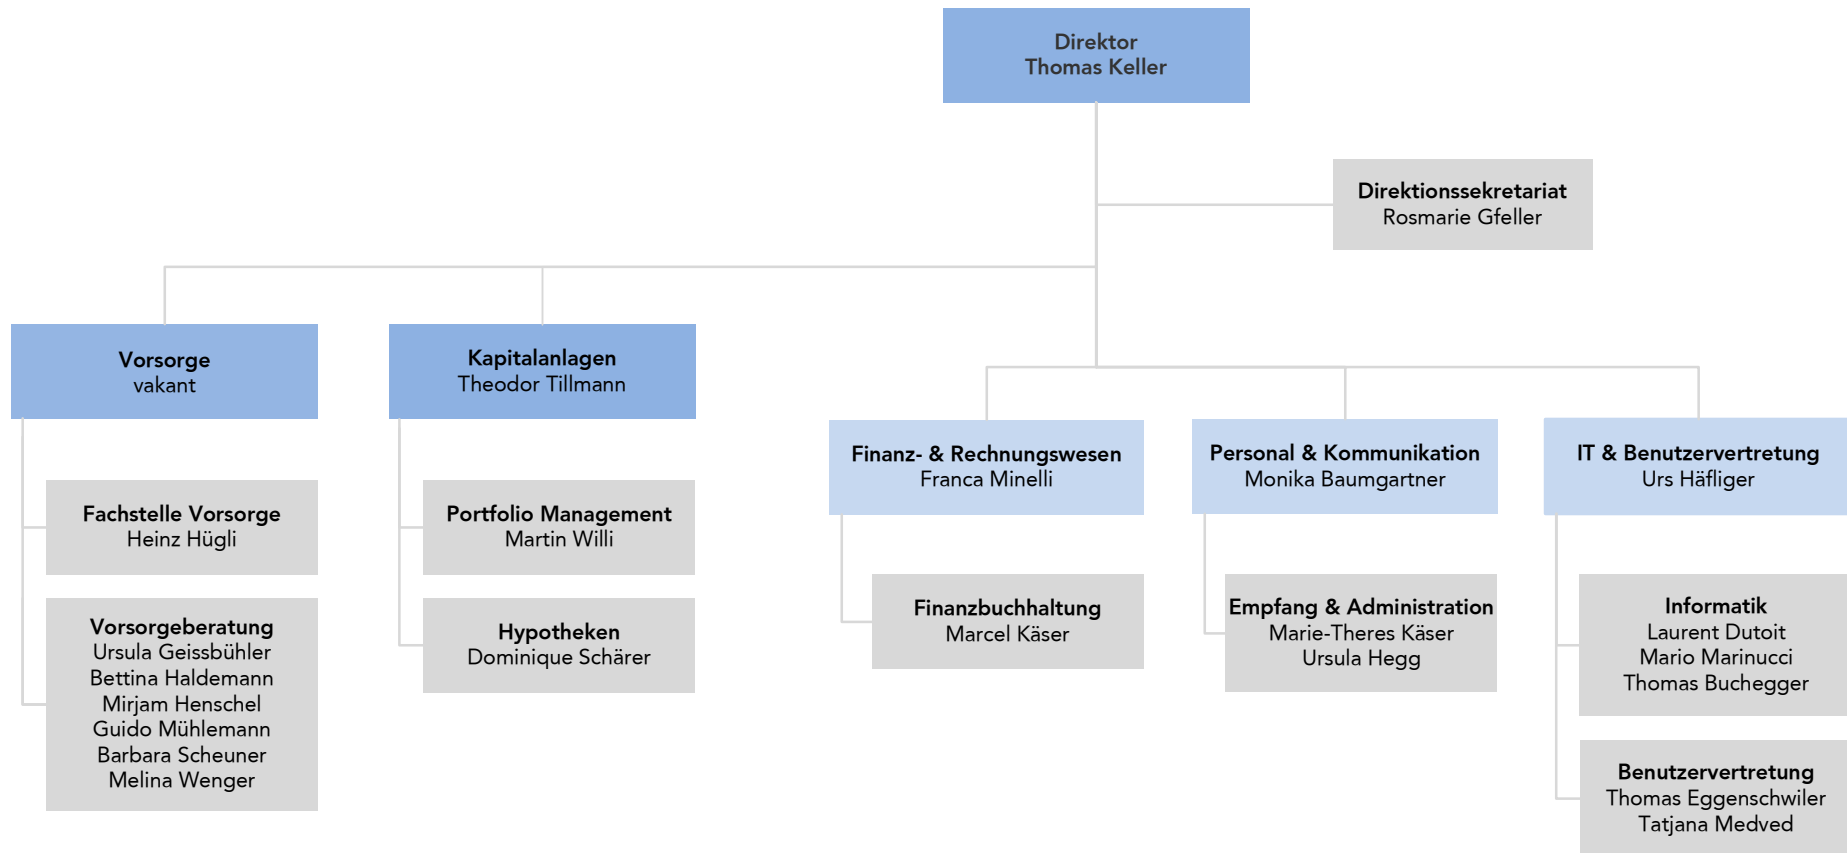 Direktor
Thomas Keller
Direktionssekretariat
Rosmarie Gfeller
Vorsorge
vakant
Kapitalanlagen
Theodor Tillmann
Finanz- & Rechnungswesen
Franca Minelli
Personal & Kommunikation
Monika Baumgartner
IT & Benutzervertretung
Urs Häfliger
Fachstelle Vorsorge
Heinz Hügli
Vorsorgeberatung
Ursula Geissbühler
Bettina Haldemann
Mirjam Henschel
Guido Mühlemann
Barbara Scheuner
Melina Wenger
Portfolio Management
Martin Willi
Hypotheken
Dominique Schärer
Finanzbuchhaltung
Marcel Käser
Empfang & Administration
Marie-Theres Käser
Ursula Hegg
Informatik
Laurent Dutoit
Mario Marinucci
Thomas Buchegger
Benutzervertretung
Thomas Eggenschwiler
Tatjana Medved